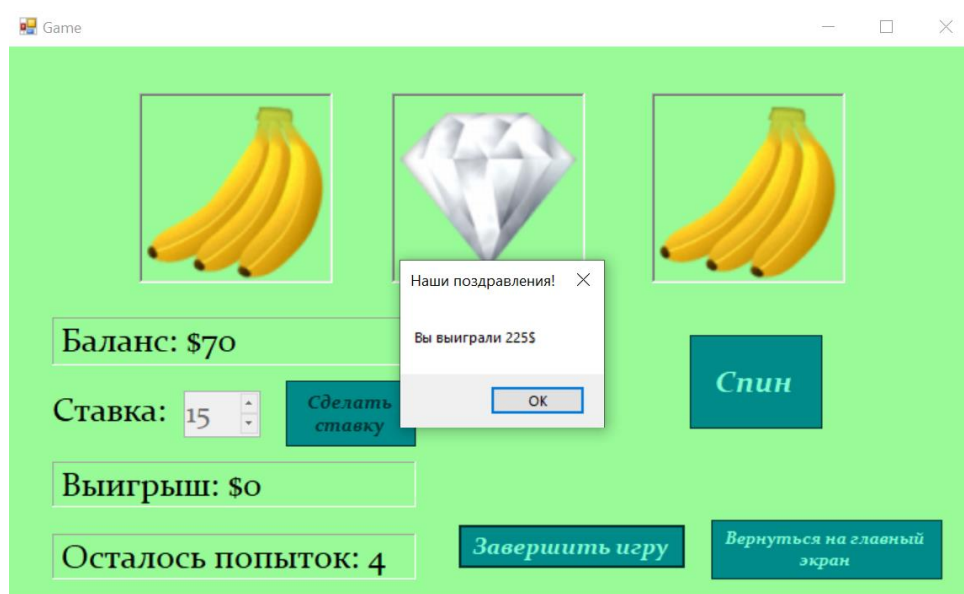 Game
Наши поздравления!
Вы выиграли 225$
OK
Баланс: $70
Ставка: 15
Сделать
ставку
Спин
Выигрыш: $0
Осталось попыток: 4
Завершить игру
Вернуться на главный
экран